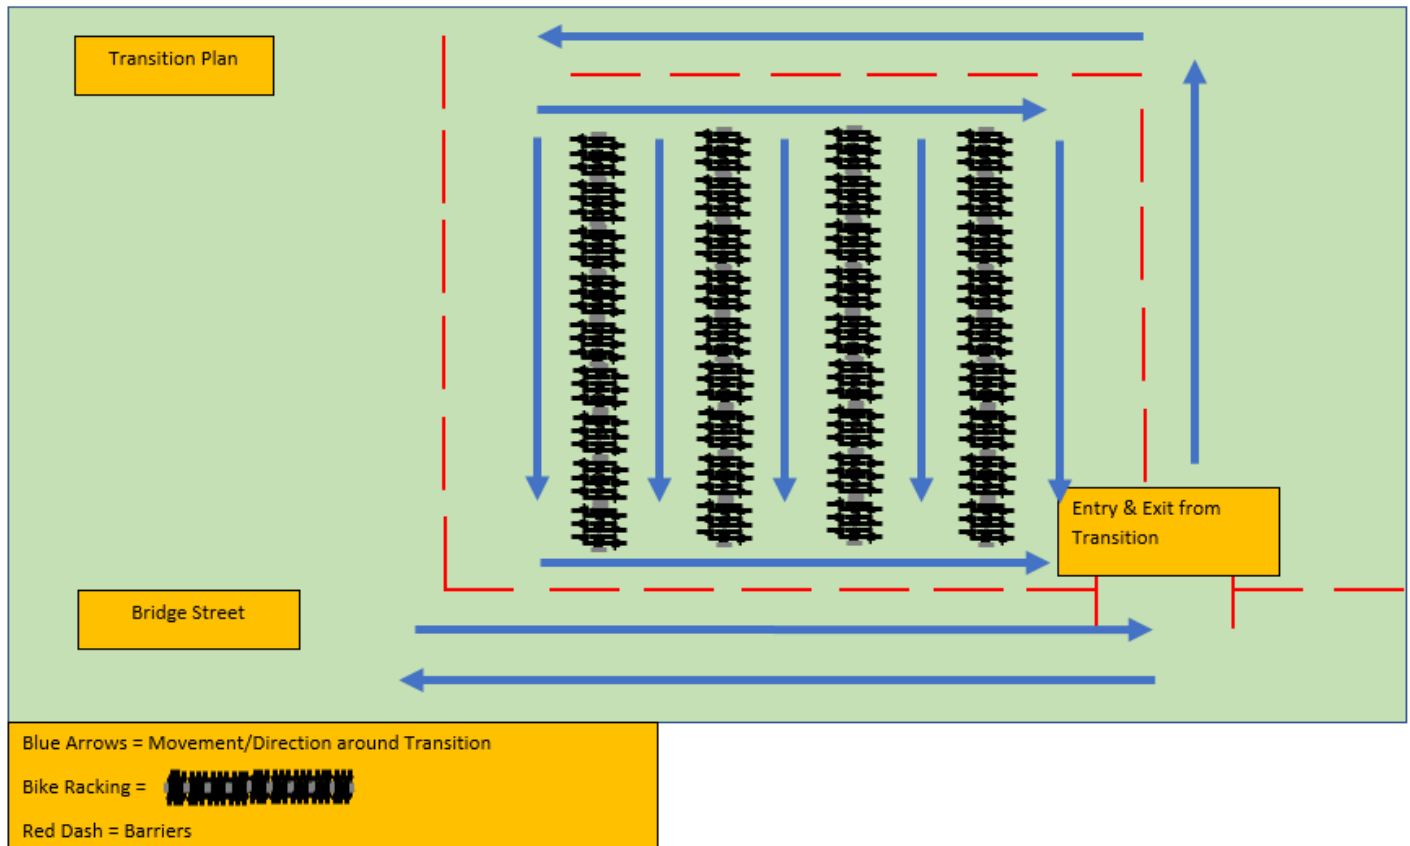 Transition Plan
Entry & Exit from
Transition
Bridge Street
Blue Arrows = Movement/Direction around Transition
Bike Racking =
Red Dash = Barriers